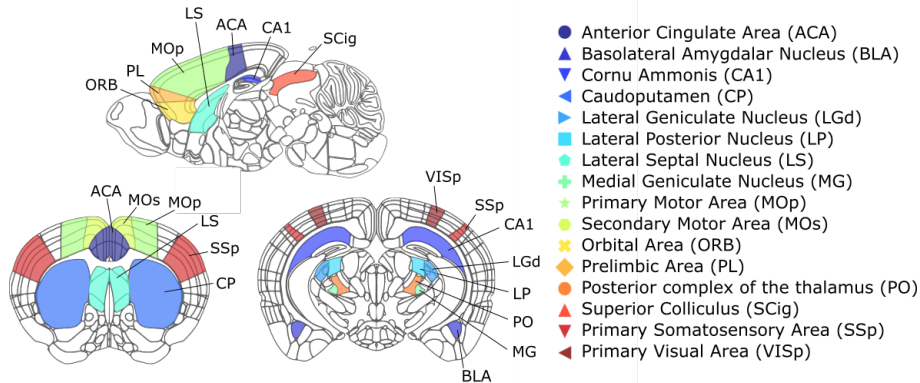 LS
ACA
CA1
MOp
SCig
PL
ORB
ACA
MOs
MOp
LS
SSp
CP
VISp
SSp
CA1
LGd
LP
PO
MG
BLA
Anterior Cingulate Area (ACA)
Basolateral Amygdalar Nucleus (BLA)
Cornu Ammonis (CA1)
Caudoputamen (CP)
Lateral Geniculate Nucleus (LGd)
Lateral Posterior Nucleus (LP)
Lateral Septal Nucleus (LS)
Medial Geniculate Nucleus (MG)
Primary Motor Area (MOp)
Secondary Motor Area (MOs)
Orbital Area (ORB)
Prelimbic Area (PL)
Posterior complex of the thalamus (PO)
Superior Colliculus (SCig)
Primary Somatosensory Area (SSp)
Primary Visual Area (VISp)